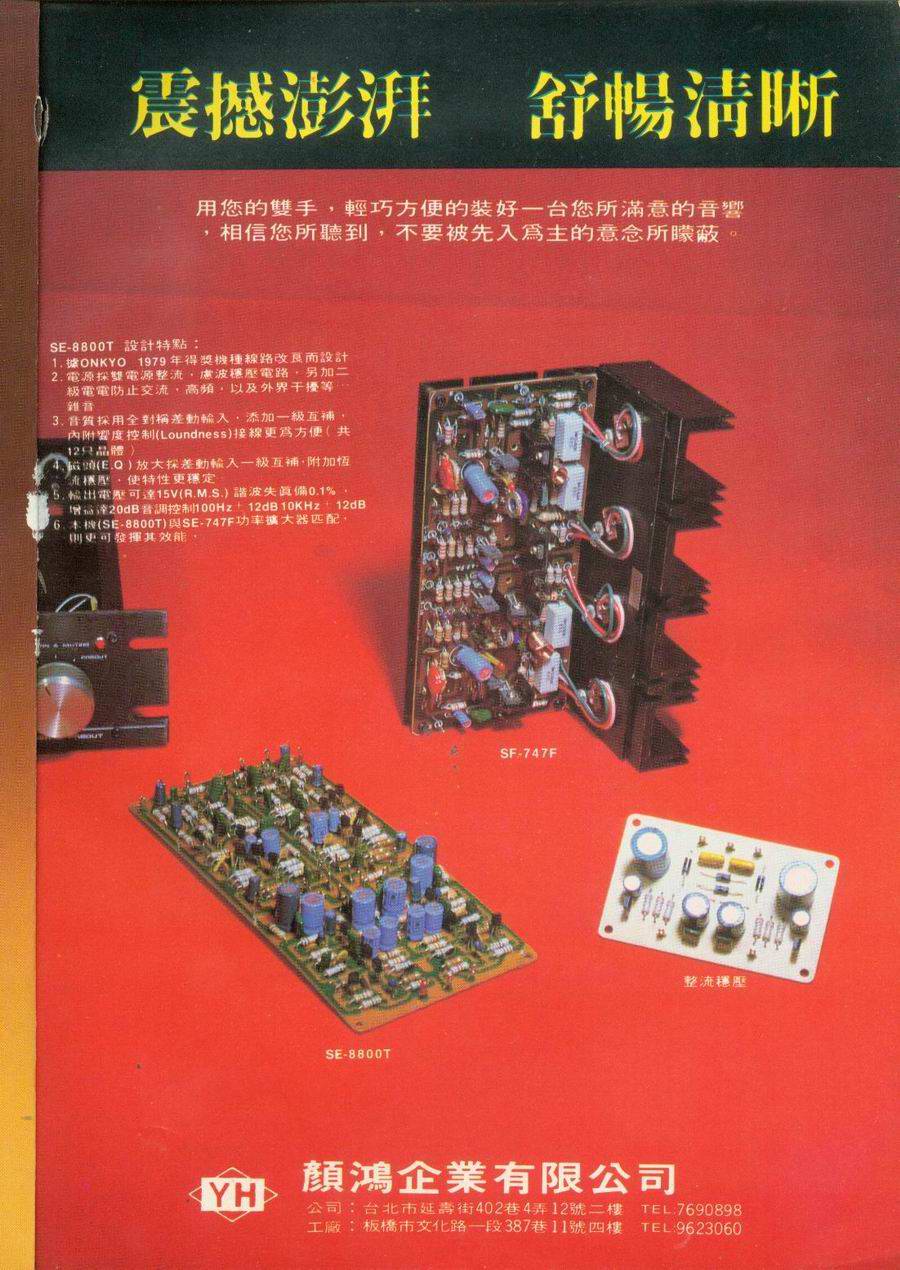 震撼澎湃 舒暢清晰
用您的雙手，輕巧方便的裝好一台您所滿意的音響
，相信您所聽到，不要被先入爲主的意念所矇蔽。
SE-8800T 設計特點：
1. 據ONKYO 1979年得獎機種線路改良而設計
2. 電源採雙電源整流，慮波穩壓電路，另加二
級電電防止交流，高頻，以及外界干擾等…
雜音
3. 音質採用全對稱差動輸入，添加一級互補，
內附響度控制(Loundness)接線更爲方便（共
12只晶體）
4. 磁頭(E.Q)放大採差動輸入一級互補，附加恆
流穩壓，使特性更穩定
5. 輸出電壓可達15V(R.M.S.) 諧波失眞僅0.1%，
增益達20dB音調控制100Hz，12dB 10KHz，12dB
6. 本機(SE-8800T)與SE-747F功率擴大器匹配，
則更可發揮其效能，
SF-747F
整流穩壓
SE-8800T
YH
顏鴻企業有限公司
公司：台北市延壽街402巷4弄12號二樓 TEL:7690898
工廠：板橋市文化路一段387巷11號四樓 TEL:9623060